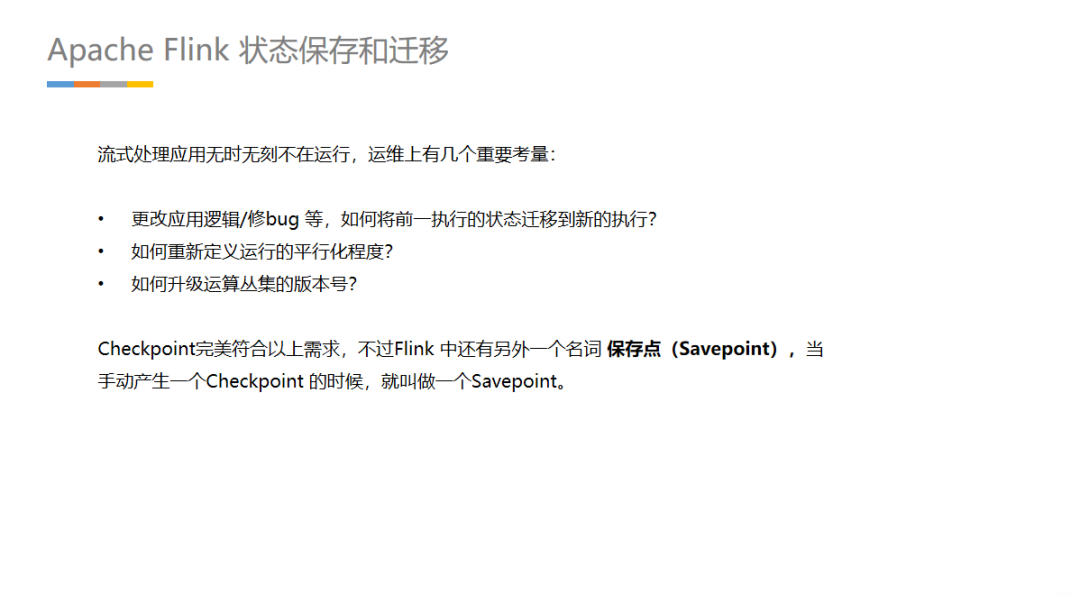 Apache Flink 状态保存和迁移
流式处理应用无时无刻不在运行，运维上有几个重要考量：
• 更改应用逻辑/修bug 等，如何将前一执行的状态迁移到新的执行？
• 如何重新定义运行的平行化程度？
• 如何升级运算丛集的版本号？
Checkpoint完美符合以上需求，不过Flink 中还有另外一个名词 保存点（Savepoint），当
手动产生一个Checkpoint 的时候，就叫做一个Savepoint。